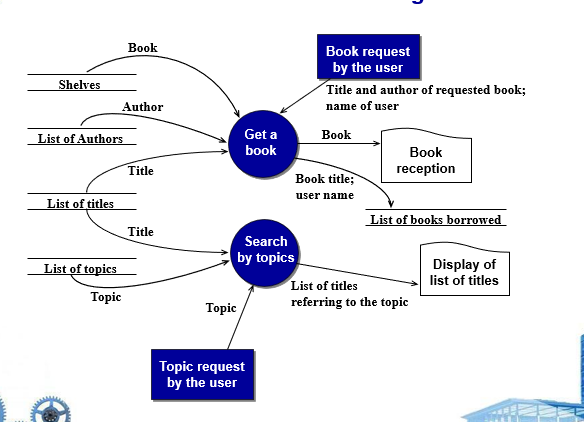 Book
Book request
by the user
Shelves
Title and author of requested book;
name of user
Author
List of Authors
Get a
book
Book
Book
reception
Title
Book title;
user name
List of titles
List of books borrowed
Title
Search
by topics
List of topics
Display of
list of titles
Topic
List of titles
referring to the topic
Topic
Topic request
by the user